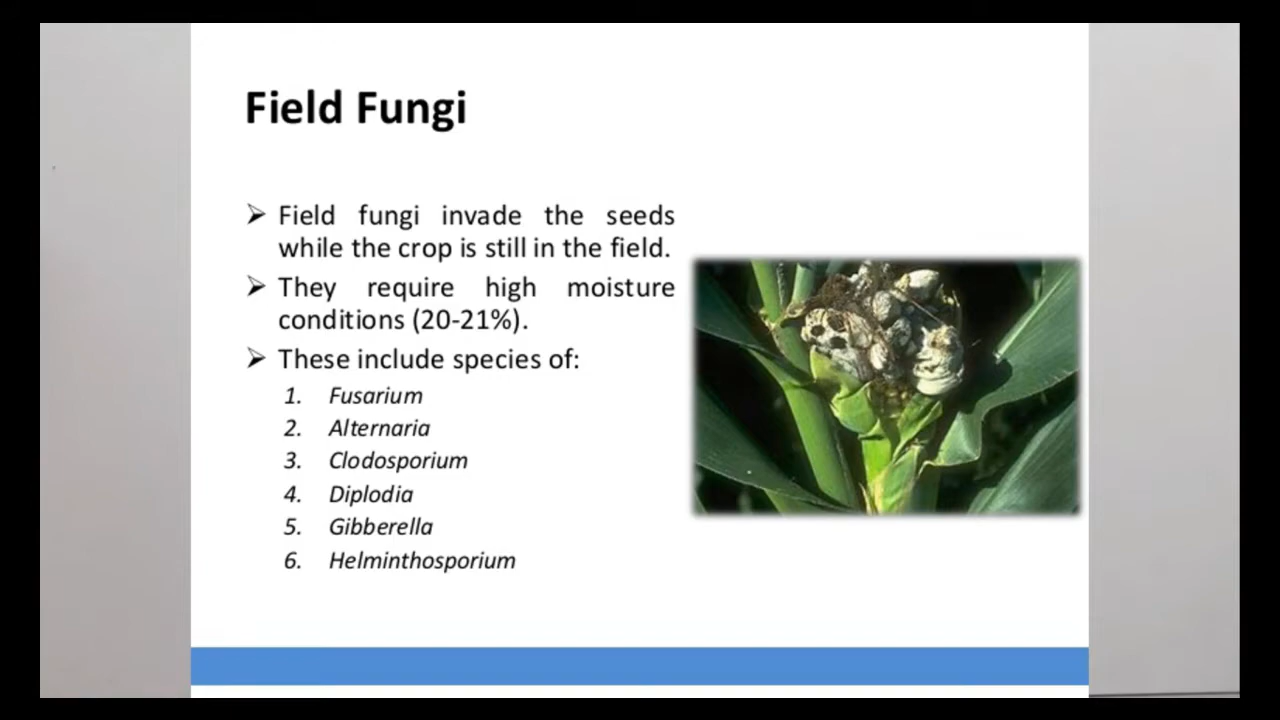 Field Fungi
Field fungi invade the seeds
while the crop is still in the field.
They require high moisture
conditions (20-21%).
These include species of:
1. Fusarium
2. Alternaria
3. Clodosporium
4. Diplodia
5. Gibberella
6. Helminthosporium